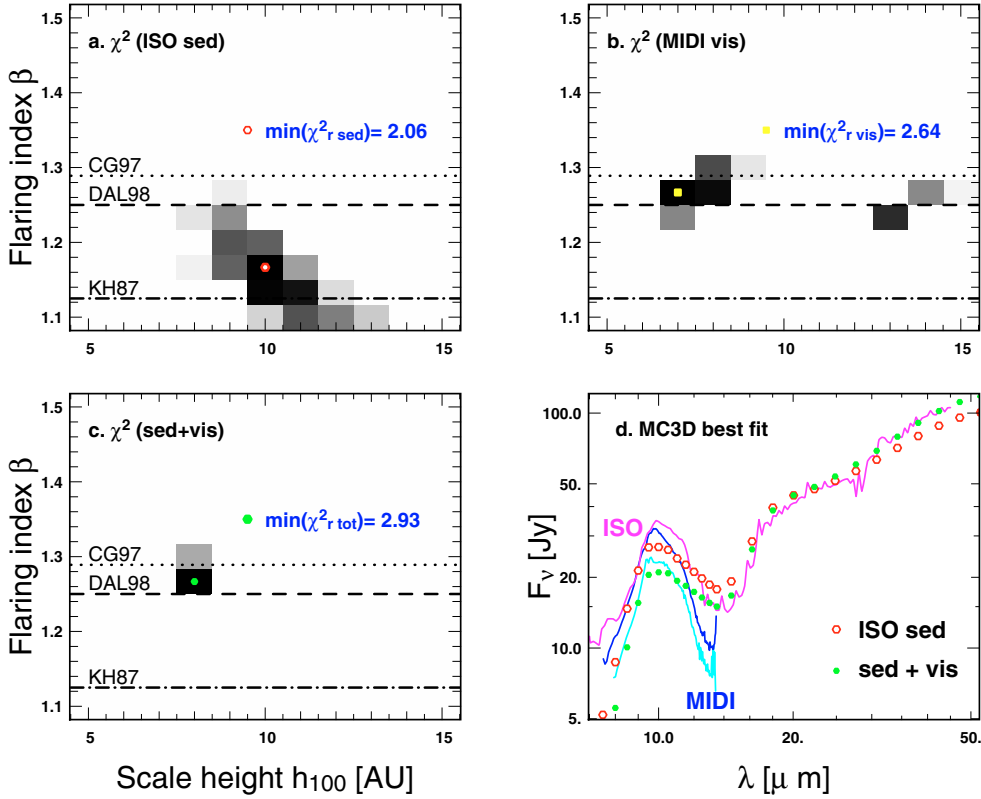 a. χ² (ISO sed)
min(χ²r sed)= 2.06
CG97
DAL98
KH87
Flaring index β
1.5
1.4
1.3
1.2
1.1
5
10
15
b. χ² (MIDI vis)
min(χ²r vis)= 2.64
1.5
1.4
1.3
1.2
1.1
5
10
15
c. χ² (sed+vis)
min(χ²r tot)= 2.93
CG97
DAL98
KH87
Flaring index β
1.5
1.4
1.3
1.2
1.1
5
10
15
Scale height h100 [AU]
d. MC3D best fit
ISO
MIDI
ISO sed
sed + vis
Fν [Jy]
100.0
50.
20.
10.0
5.
10.0
20.
50.
λ [μ m]